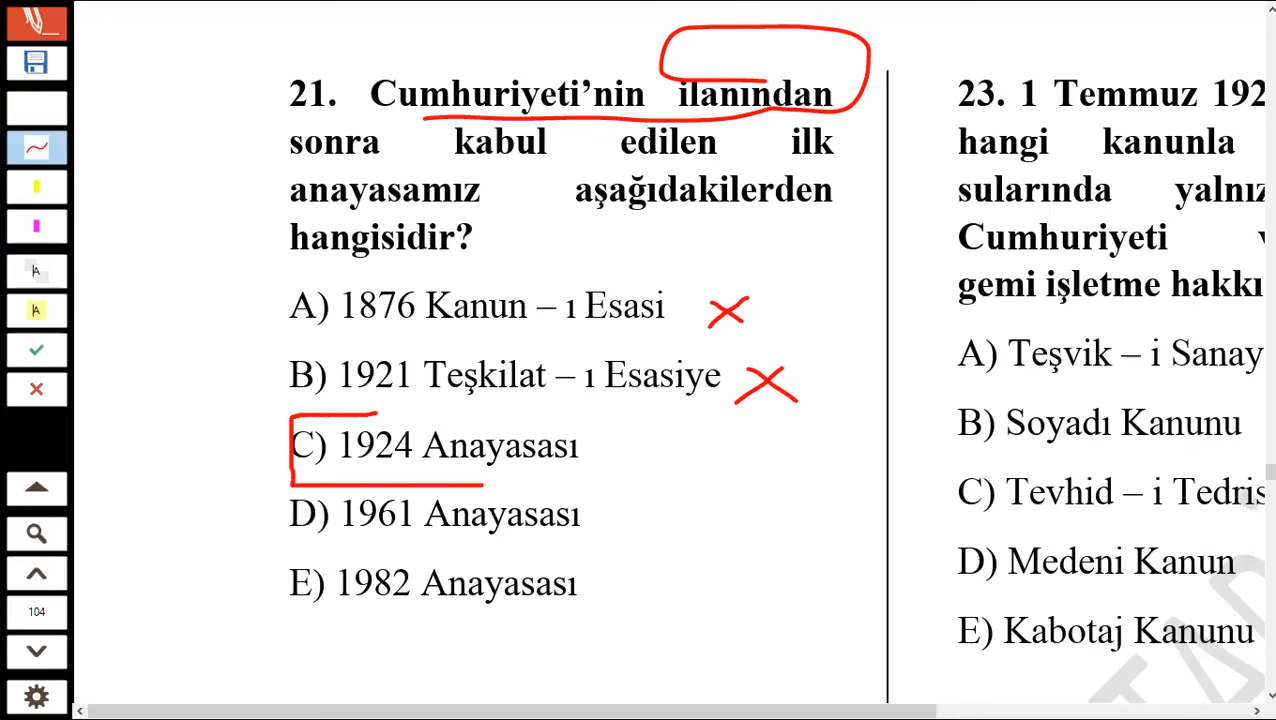 21. Cumhuriyeti’nin ilanından
sonra kabul edilen ilk
anayasamız aşağıdakilerden
hangisidir?
A) 1876 Kanun – ı Esasi
B) 1921 Teşkilat – ı Esasiye
C) 1924 Anayasası
D) 1961 Anayasası
E) 1982 Anayasası
23. 1 Temmuz 192
hangi kanunla
sularında yalnız
Cumhuriyeti v
gemi işletme hakkı
A) Teşvik – i Sanay
B) Soyadı Kanunu
C) Tevhid – i Tedris
D) Medeni Kanun
E) Kabotaj Kanunu
104